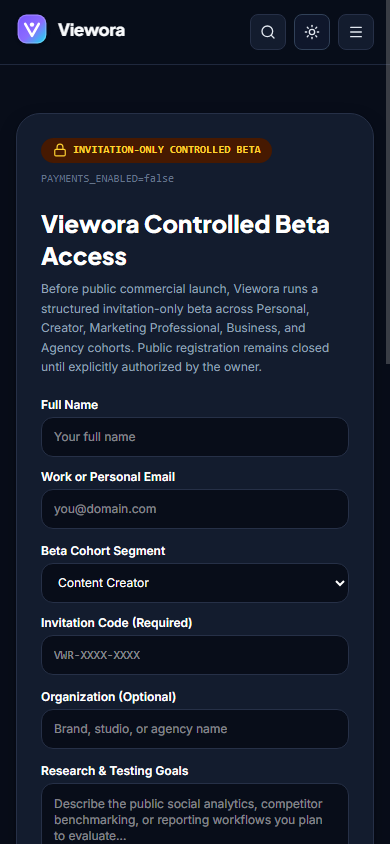 Viewora
INVITATION-ONLY CONTROLLED BETA
PAYMENTS_ENABLED=false
Viewora Controlled Beta
Access
Before public commercial launch, Viewora runs a
structured invitation-only beta across Personal,
Creator, Marketing Professional, Business, and
Agency cohorts. Public registration remains closed
until explicitly authorized by the owner.
Full Name
Your full name
Work or Personal Email
you@domain.com
Beta Cohort Segment
Content Creator
Invitation Code (Required)
VWR-XXXX-XXXX
Organization (Optional)
Brand, studio, or agency name
Research & Testing Goals
Describe the public social analytics, competitor
benchmarking, or reporting workflows you plan
to evaluate...